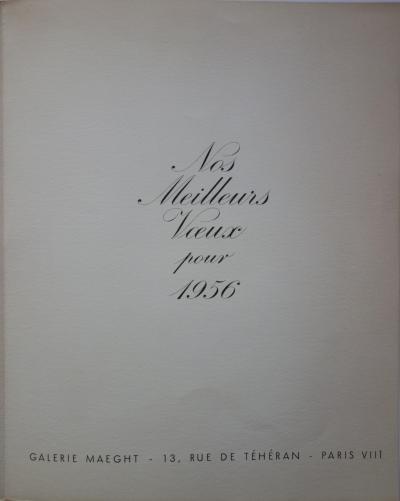 Nos
Meilleurs
Vœux
pour
1956
GALERIE MAEGHT - 13, RUE DE TÉHÉRAN - PARIS VIII